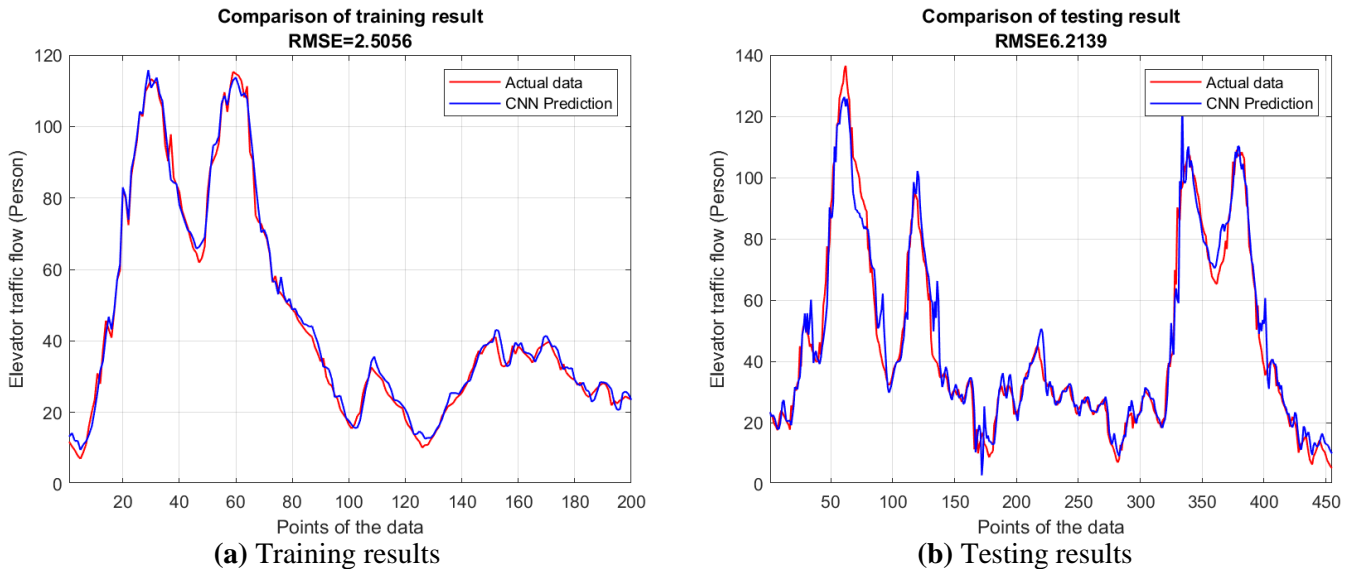 Comparison of training result
RMSE=2.5056
120
100
80
60
40
20
0
Elevator traffic flow (Person)
Actual data
CNN Prediction
20 40 60 80 100 120 140 160 180 200
Points of the data
(a) Training results
Comparison of testing result
RMSE6.2139
140
120
100
80
60
40
20
0
Elevator traffic flow (Person)
Actual data
CNN Prediction
50 100 150 200 250 300 350 400 450
Points of the data
(b) Testing results